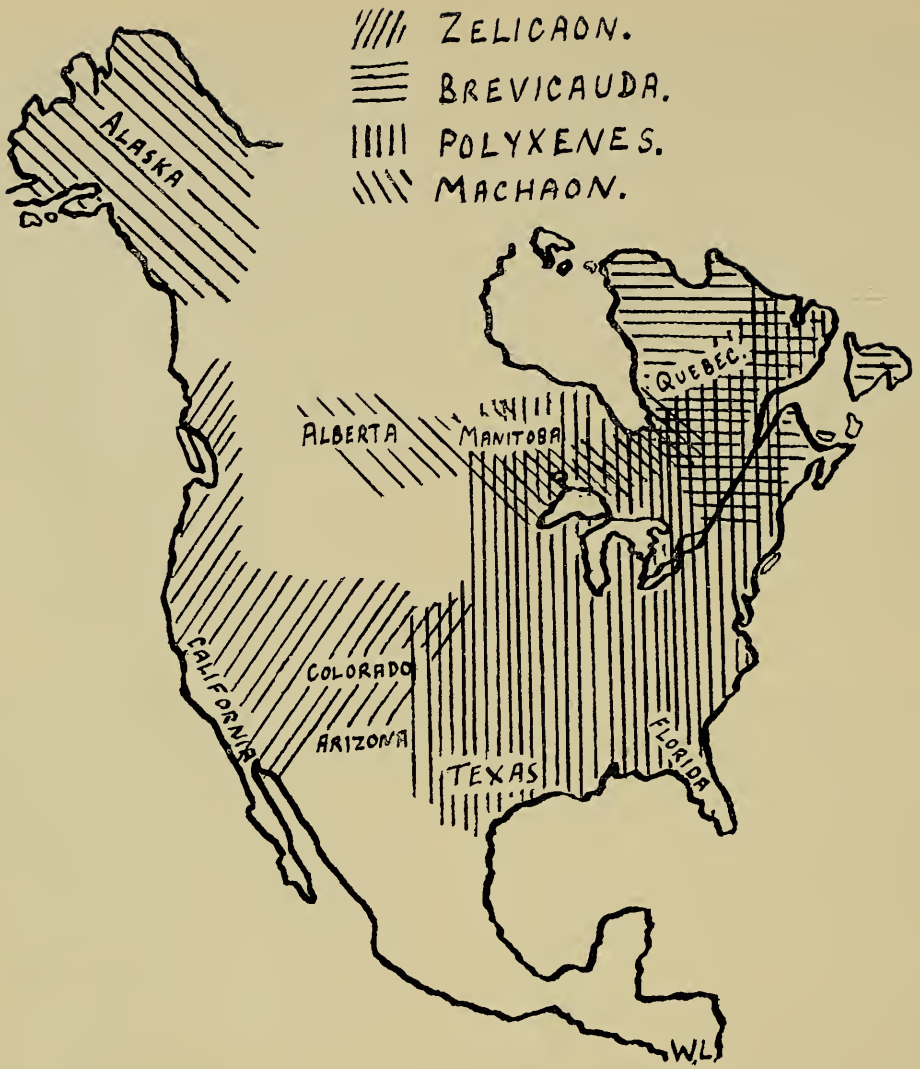 ZELICAON.
BREVICAUDA.
POLYXENES.
MACHAON.
ALASKA
QUEBEC.
ALBERTA
MANITOBA
CALIFORNIA
COLORADO
ARIZONA
TEXAS
FLORIDA
W.L.